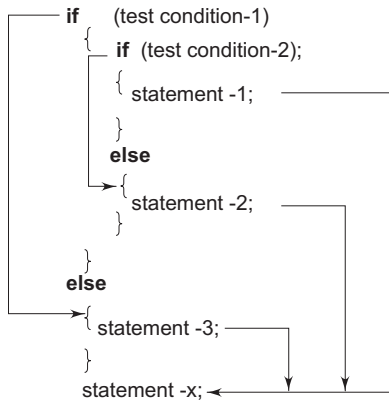 if (test condition-1)
{
if (test condition-2);
{
statement -1;
}
else
{
statement -2;
}
}
else
{
statement -3;
}
statement -x;